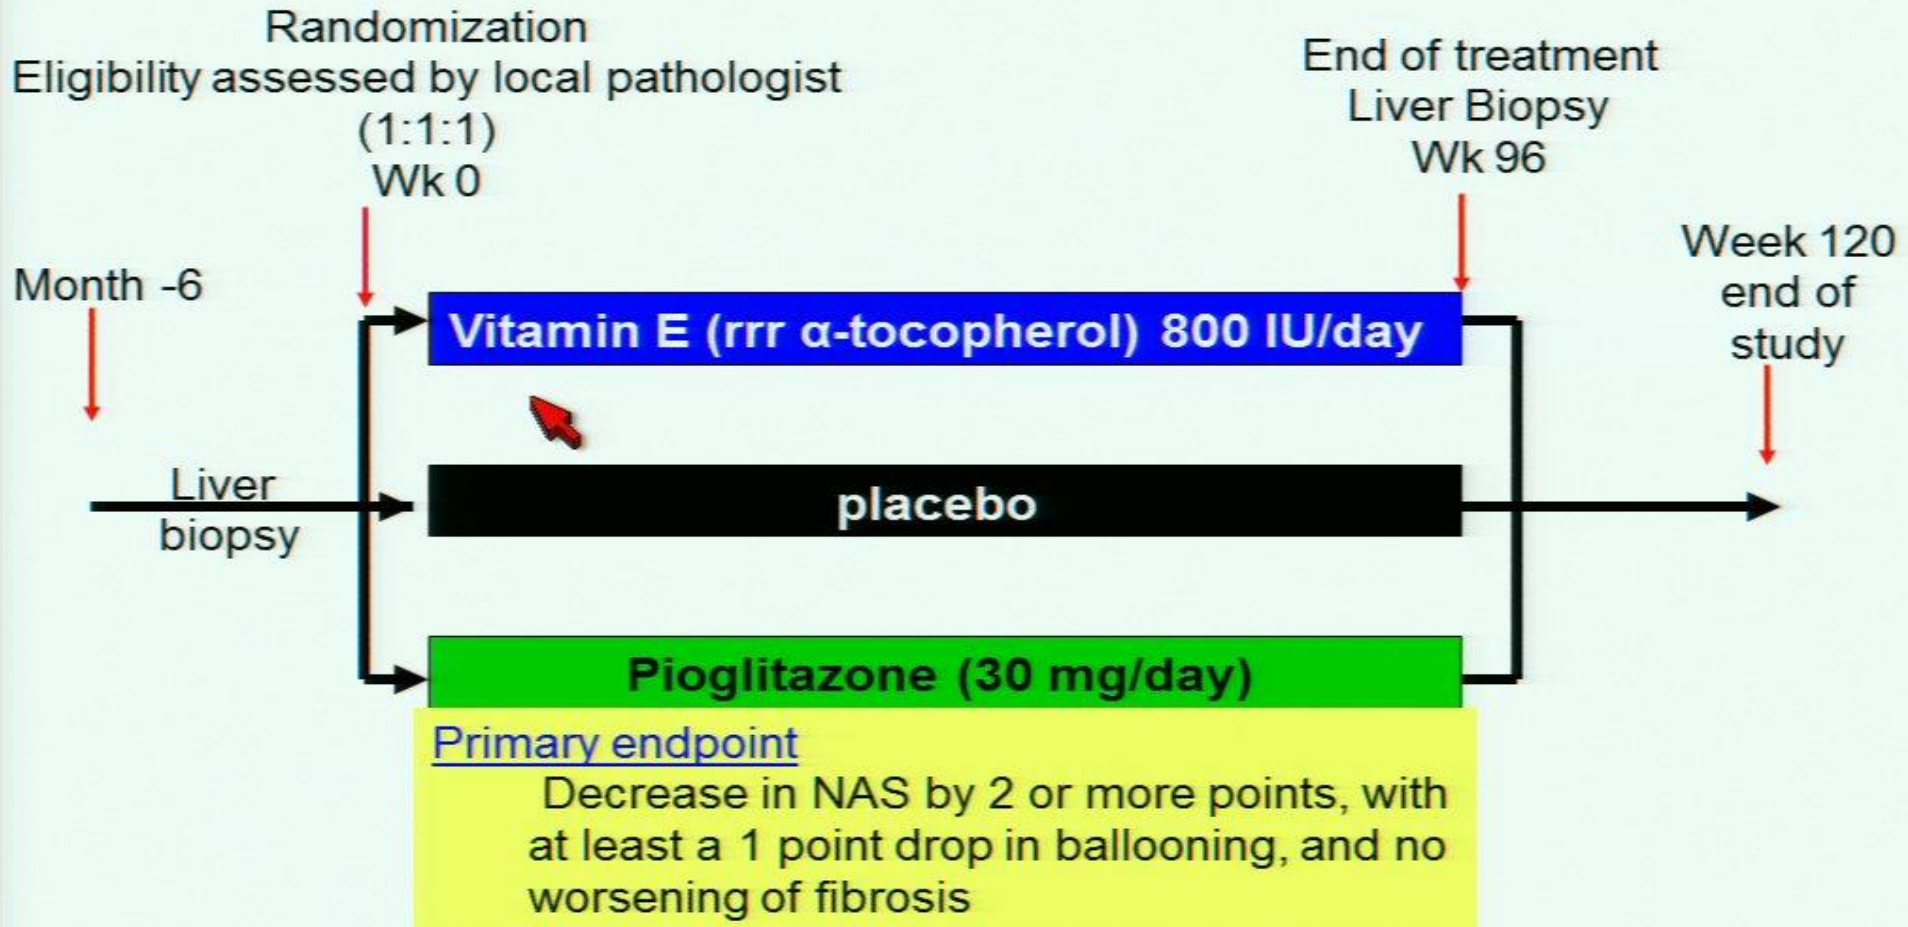 Randomization
Eligibility assessed by local pathologist
(1:1:1)
Wk 0
End of treatment
Liver Biopsy
Wk 96
Month -6
Week 120
end of
study
Vitamin E (rrr α-tocopherol) 800 IU/day
Liver
biopsy
placebo
Pioglitazone (30 mg/day)
Primary endpoint
Decrease in NAS by 2 or more points, with
at least a 1 point drop in ballooning, and no
worsening of fibrosis